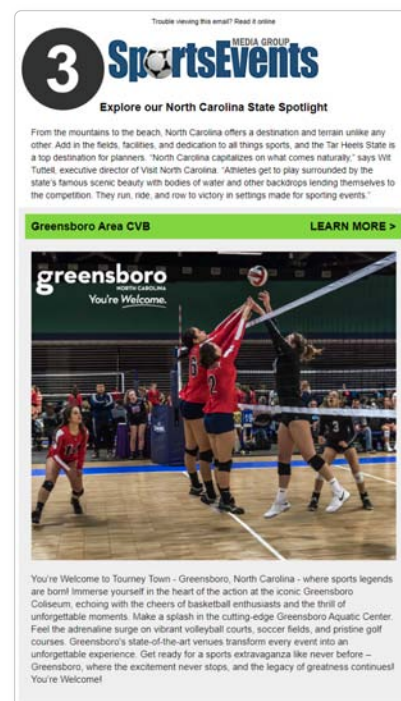 Trouble viewing this email? Read it online
3
SportsEvents
MEDIA GROUP
Explore our North Carolina State Spotlight
From the mountains to the beach, North Carolina offers a destination and terrain unlike any
other. Add in the fields, facilities, and dedication to all things sports, and the Tar Heels State is
a top destination for planners. “North Carolina capitalizes on what comes naturally,” says Wit
Tuttell, executive director of Visit North Carolina. “Athletes get to play surrounded by the
state’s famous scenic beauty with bodies of water and other backdrops lending themselves to
the competition. They run, ride, and row to victory in settings made for sporting events.”
Greensboro Area CVB LEARN MORE >
greensboro
NORTH CAROLINA
You're Welcome.
6
2
3
You’re Welcome to Tourney Town - Greensboro, North Carolina - where sports legends
are born! Immerse yourself in the heart of the action at the iconic Greensboro
Coliseum, echoing with the cheers of basketball enthusiasts and the thrill of
unforgettable moments. Make a splash in the cutting-edge Greensboro Aquatic Center.
Feel the adrenaline surge on vibrant volleyball courts, soccer fields, and pristine golf
courses. Greensboro’s state-of-the-art venues transform every event into an
unforgettable experience. Get ready for a sports extravaganza like never before –
Greensboro, where the excitement never stops, and the legacy of greatness continues!
You’re Welcome!